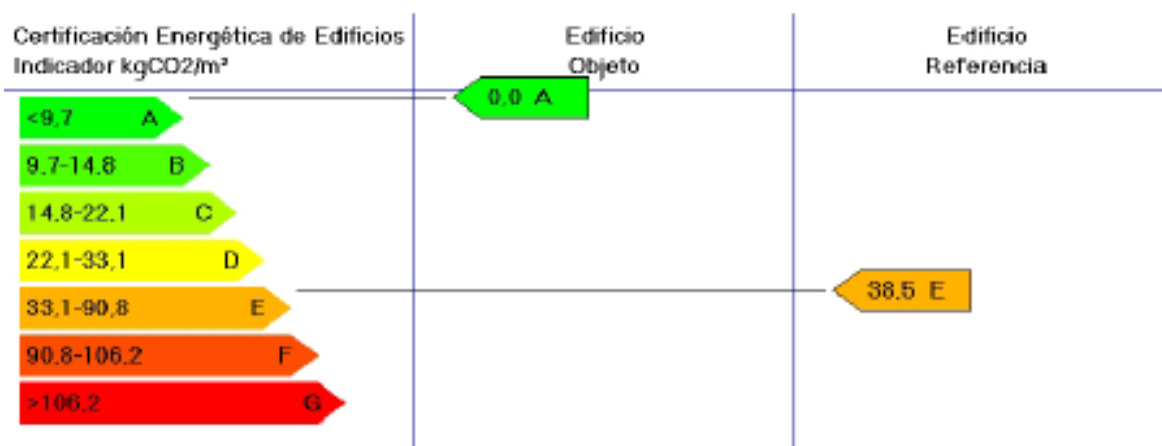 Certificación Energética de Edificios
Indicador kgCO2/m²
Edificio
Objeto
Edificio
Referencia
0,0 A
<9,7 A
9.7-14.8 B
14.8-22.1 C
22,1-33,1 D
33,1-90,8 E
38.5 E
90.8-106.2 F
>106.2 G